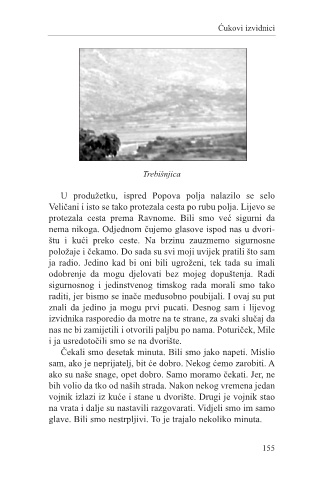 Ćukovi izvidnici
Trebišnjica
U produžetku, ispred Popova polja nalazilo se selo
Veličani i isto se tako protezala cesta po rubu polja. Lijevo se
protezala cesta prema Ravnome. Bili smo već sigurni da
nema nikoga. Odjednom čujemo glasove ispod nas u dvori-
štu i kući preko ceste. Na brzinu zauzmemo sigurnosne
položaje i čekamo. Do sada su svi moji uvijek pratili što sam
ja radio. Jedino kad bi oni bili ugroženi, tek tada su imali
odobrenje da mogu djelovati bez mojeg dopuštenja. Radi
sigurnosnog i jedinstvenog timskog rada morali smo tako
raditi, jer bismo se inače međusobno poubijali. I ovaj su put
znali da jedino ja mogu prvi pucati. Desnog sam i lijevog
izvidnika rasporedio da motre na te strane, za svaki slučaj da
nas ne bi zamijetili i otvorili paljbu po nama. Poturiček, Mile
i ja usredotočili smo se na dvorište.
Čekali smo desetak minuta. Bili smo jako napeti. Mislio
sam, ako je neprijatelj, bit će dobro. Nekog ćemo zarobiti. A
ako su naše snage, opet dobro. Samo moramo čekati. Jer, ne
bih volio da tko od naših strada. Nakon nekog vremena jedan
vojnik izlazi iz kuće i stane u dvorište. Drugi je vojnik stao
na vrata i dalje su nastavili razgovarati. Vidjeli smo im samo
glave. Bili smo nestrpljivi. To je trajalo nekoliko minuta.
155